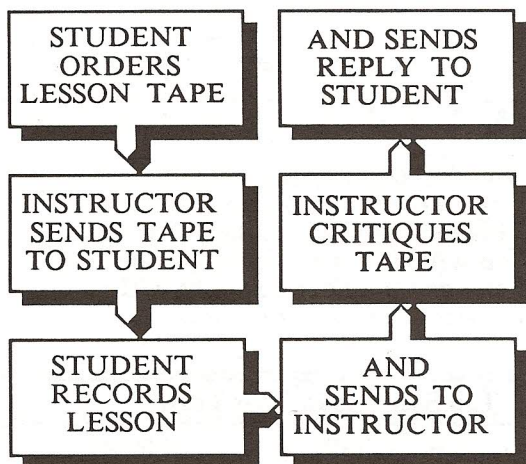 STUDENT
ORDERS
LESSON TAPE
INSTRUCTOR
SENDS TAPE
TO STUDENT
STUDENT
RECORDS
LESSON
AND
SENDS TO
INSTRUCTOR
INSTRUCTOR
CRITIQUES
TAPE
AND SENDS
REPLY TO
STUDENT